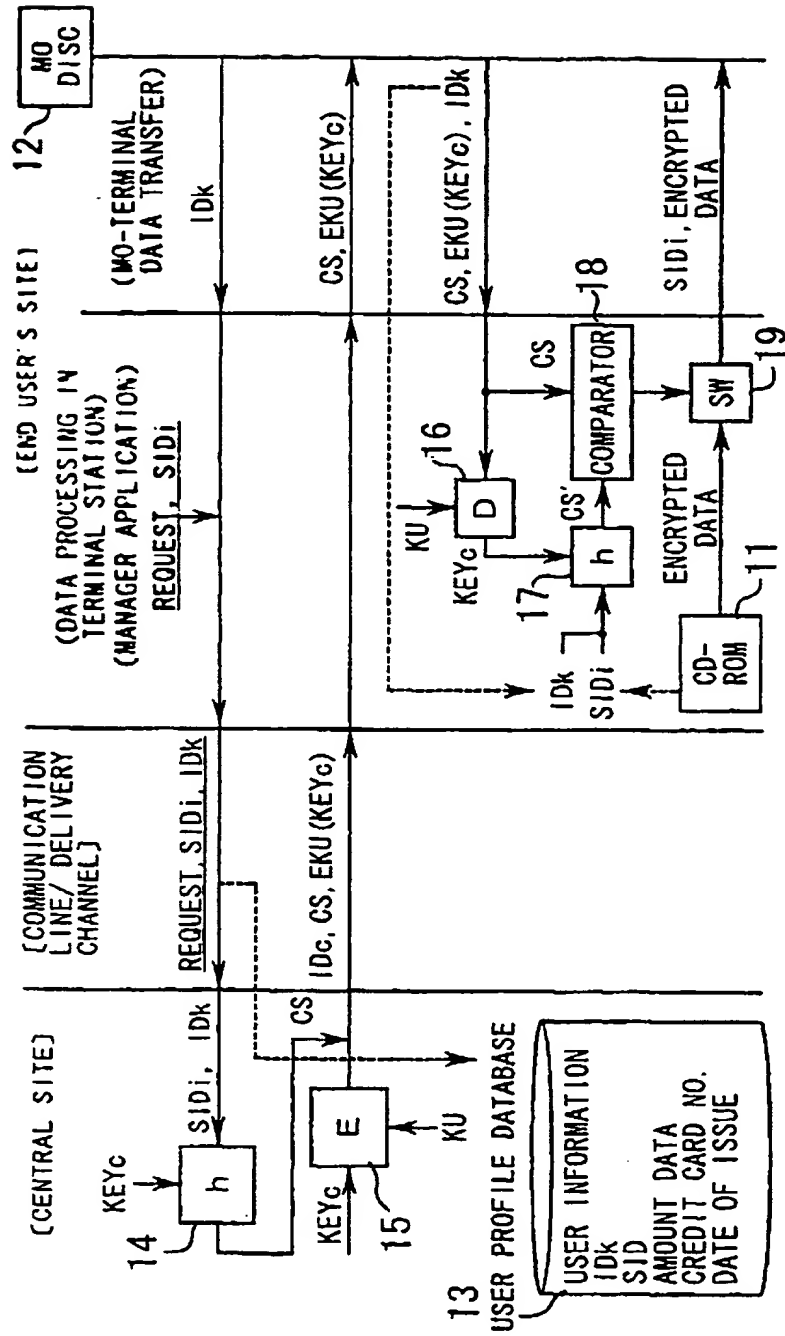 [CENTRAL SITE]
[COMMUNICATION
LINE/ DELIVERY
CHANNEL]
[END USER'S SITE]
(DATA PROCESSING IN
TERMINAL STATION)
(MANAGER APPLICATION)
(MO-TERMINAL
DATA TRANSFER)
12
MO
DISC
KEYc
h
14
SIDi, IDk
REQUEST, SIDi, IDk
REQUEST, SIDi
IDk
CS
KEYc
E
15
KU
IDc, CS, EKU(KEYc)
CS, EKU(KEYc)
CS, EKU(KEYc), IDk
13
USER PROFILE DATABASE
USER INFORMATION
IDk
SID
AMOUNT DATA
CREDIT CARD NO.
DATE OF ISSUE
KU
16
D
KEYc
IDk
SIDi
17
h
CS'
CS
COMPARATOR
18
CD-
ROM
11
ENCRYPTED
DATA
SW
19
SIDi, ENCRYPTED
DATA